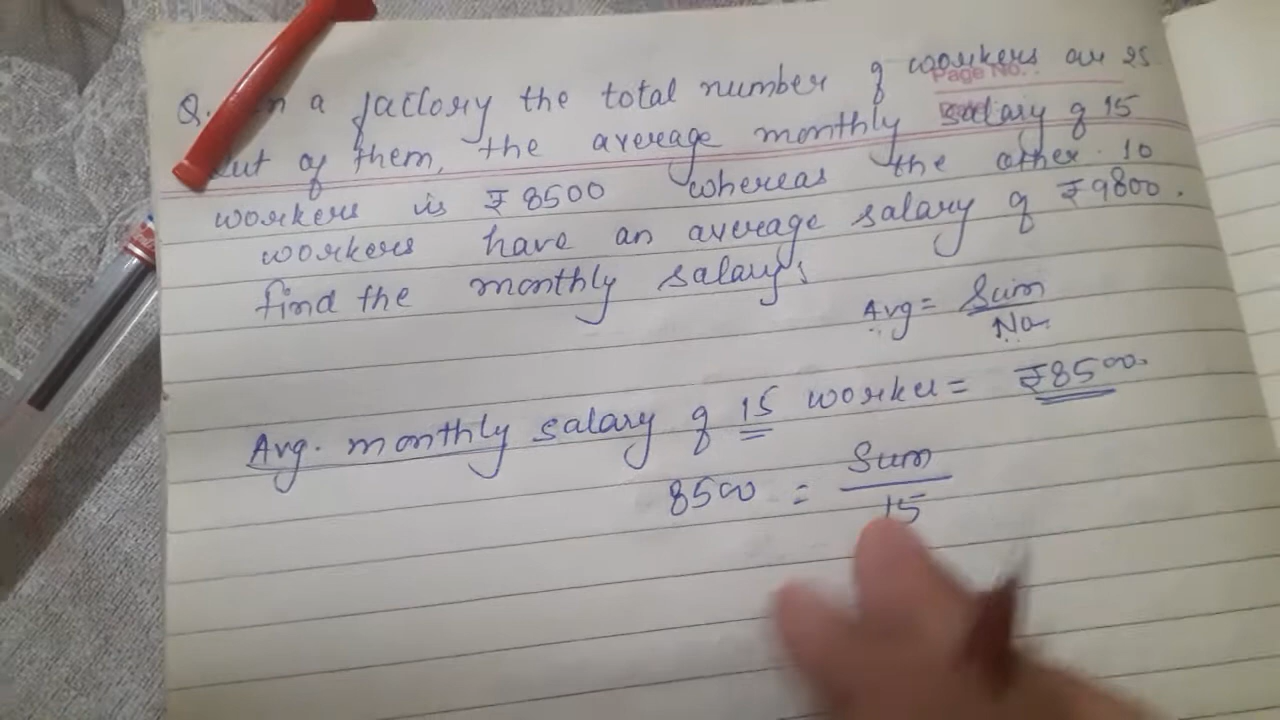 Q. In a factory the total number of workers are 25
out of them, the average monthly salary of 15
workers is ₹8500 whereas the other 10
workers have an average salary of ₹9800.
find the monthly salary.
Page No.
Avg = Sum
No.
Avg. monthly salary of 15 worker = ₹8500.
8500 = Sum
15